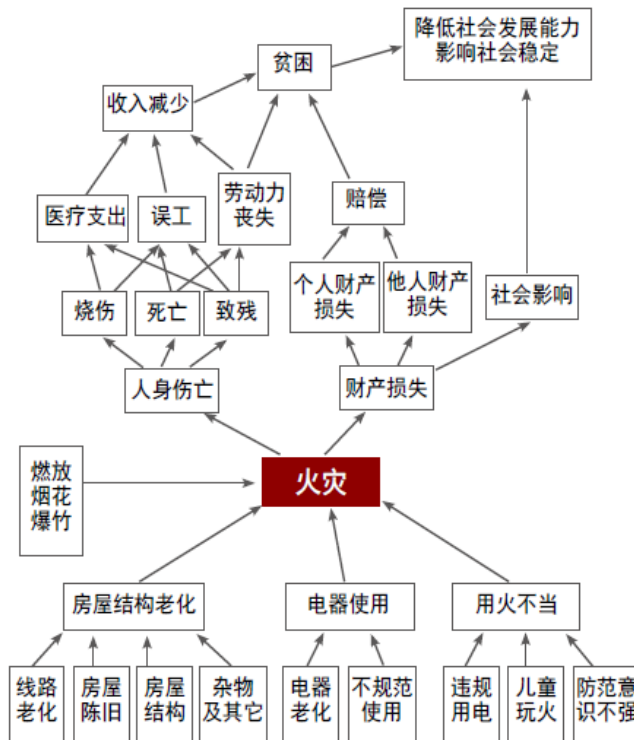 降低社会发展能力
影响社会稳定
贫困
收入减少
医疗支出
误工
劳动力
丧失
赔偿
个人财产
损失
他人财产
损失
社会影响
烧伤
死亡
致残
人身伤亡
财产损失
燃放
烟花
爆竹
火灾
房屋结构老化
电器使用
用火不当
线路
老化
房屋
陈旧
房屋
结构
杂物
及其它
电器
老化
不规范
使用
违规
用电
儿童
玩火
防范意
识不强